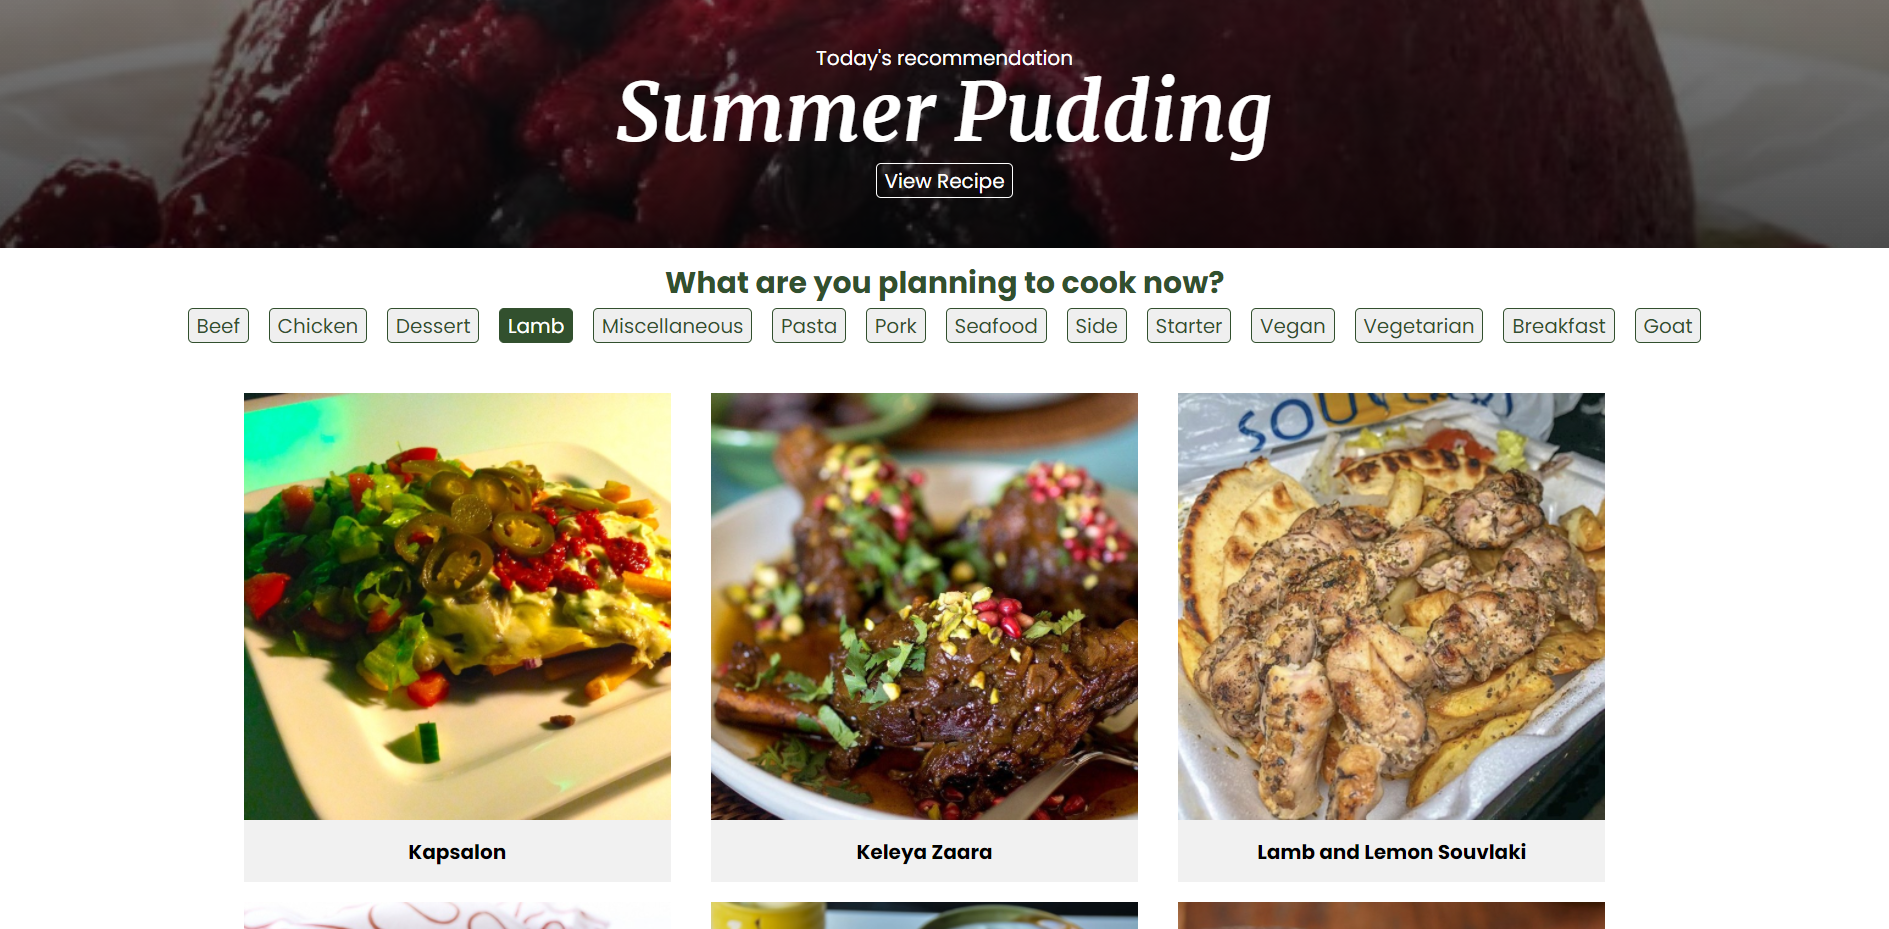 Today's recommendation
Summer Pudding
View Recipe
What are you planning to cook now?
Beef Chicken Dessert Lamb Miscellaneous Pasta Pork Seafood Side Starter Vegan Vegetarian Breakfast Goat
Kapsalon Keleya Zaara Lamb and Lemon Souvlaki